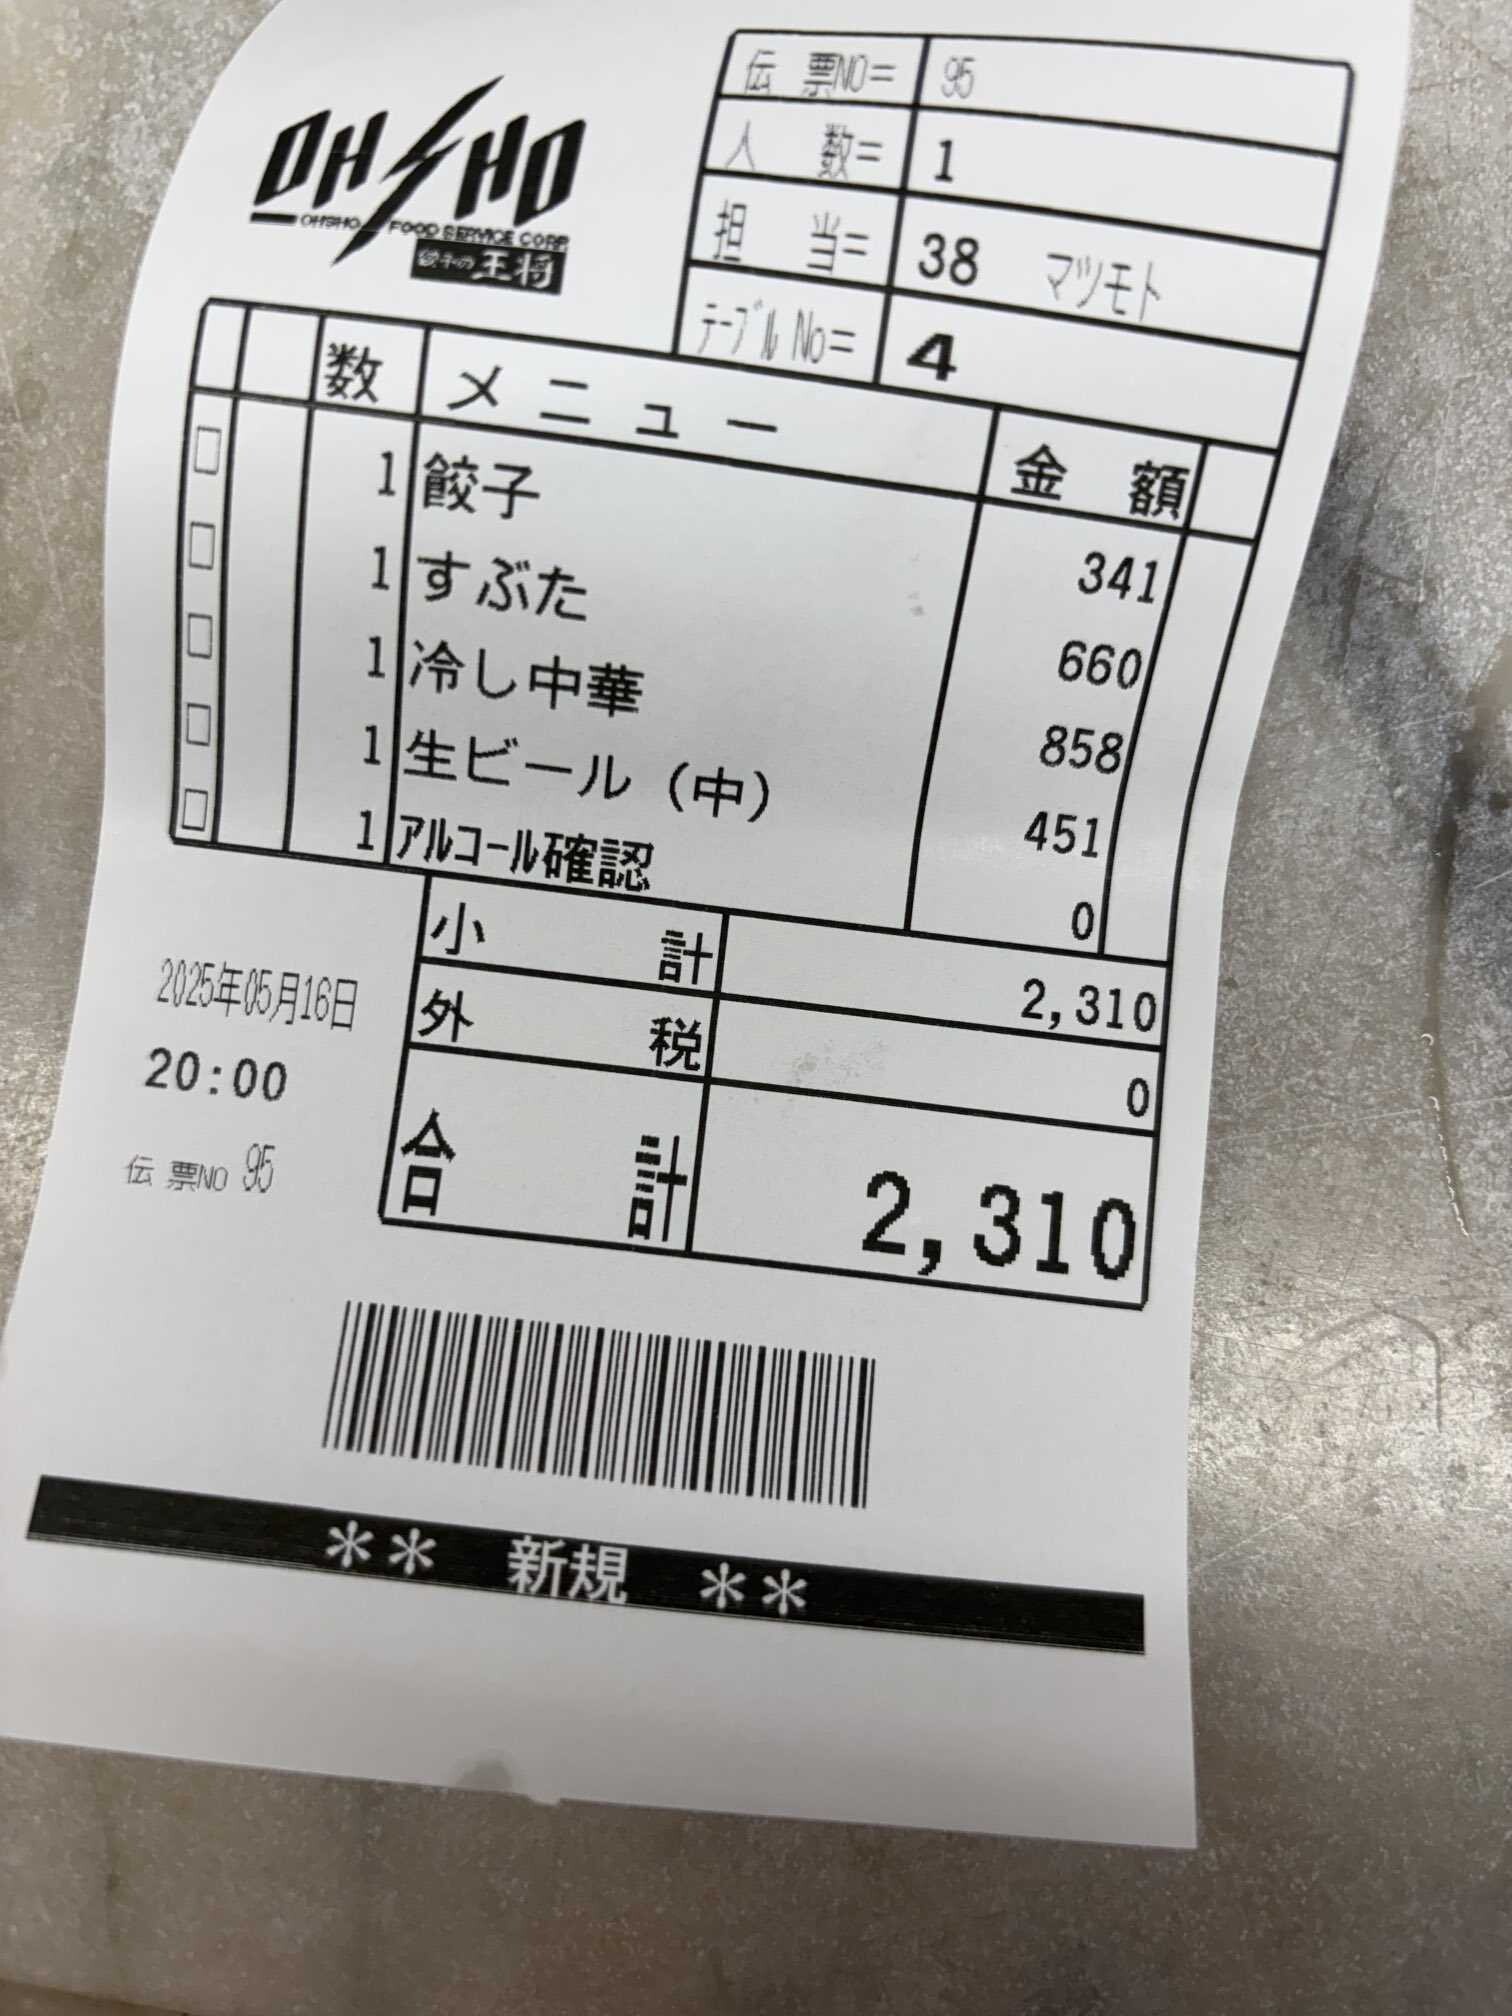 OHSHO
OHSHO FOOD SERVICE CORP.
餃子の王将
伝 票NO= 95
人 数= 1
担 当= 38 マツモト
テーブルNo= 4
数 メニュー 金額
1 餃子 341
1 すぶた 660
1 冷し中華 858
1 生ビール（中） 451
1 アルコール確認 0
小計 2,310
外税 0
合計 2,310
2025年05月16日
20:00
伝 票NO 95
** 新規 **